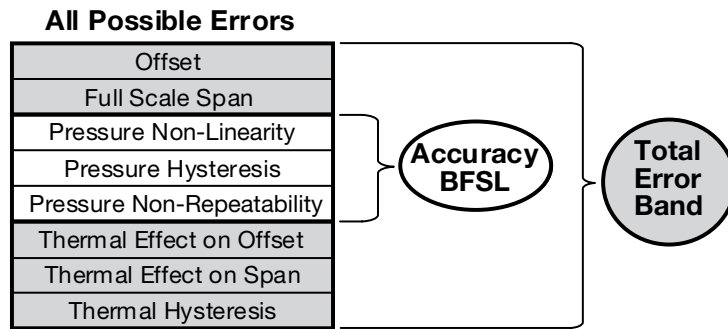 All Possible Errors
Offset
Full Scale Span
Pressure Non-Linearity
Pressure Hysteresis
Pressure Non-Repeatability
Thermal Effect on Offset
Thermal Effect on Span
Thermal Hysteresis
Accuracy
BFSL
Total
Error
Band